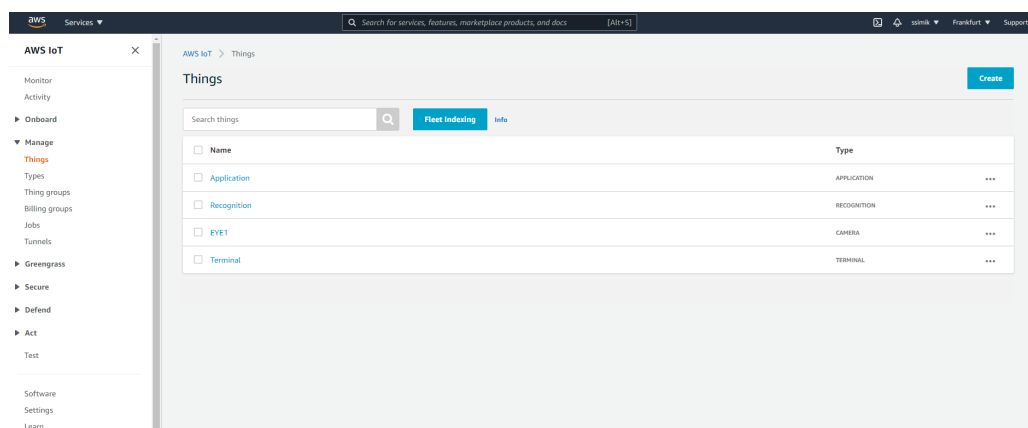 aws Services ▼ Search for services, features, marketplace products, and docs [Alt+S] ssimik ▼ Frankfurt ▼ Support
AWS IoT
Monitor
Activity
Onboard
Manage
Things
Types
Thing groups
Billing groups
Jobs
Tunnels
Greengrass
Secure
Defend
Act
Test
Software
Settings
Learn
AWS IoT > Things
Things
Create
Search things Fleet Indexing Info
Name Type
Application APPLICATION
Recognition RECOGNITION
EYE1 CAMERA
Terminal TERMINAL